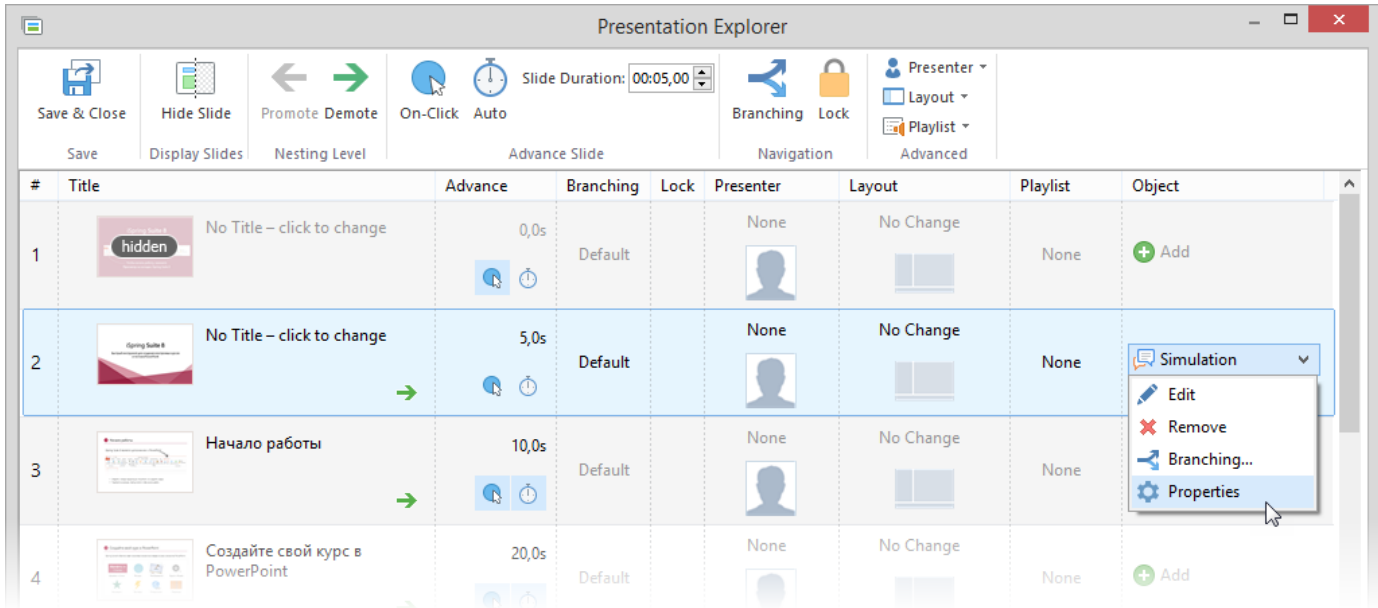 Presentation Explorer
Save & Close
Hide Slide
Promote Demote
On-Click Auto
Slide Duration: 00:05,00
Branching Lock
Presenter
Layout
Playlist
Save
Display Slides
Nesting Level
Advance Slide
Navigation
Advanced
# Title Advance Branching Lock Presenter Layout Playlist Object
1
hidden
No Title – click to change
0,0s
Default
None
No Change
None
Add
2
iSpring Suite 8
No Title – click to change
5,0s
Default
None
No Change
None
Simulation
Edit
Remove
Branching...
Properties
3
Начало работы
10,0s
Default
None
No Change
None
4
Создайте свой курс в
PowerPoint
20,0s
Default
None
No Change
None
Add